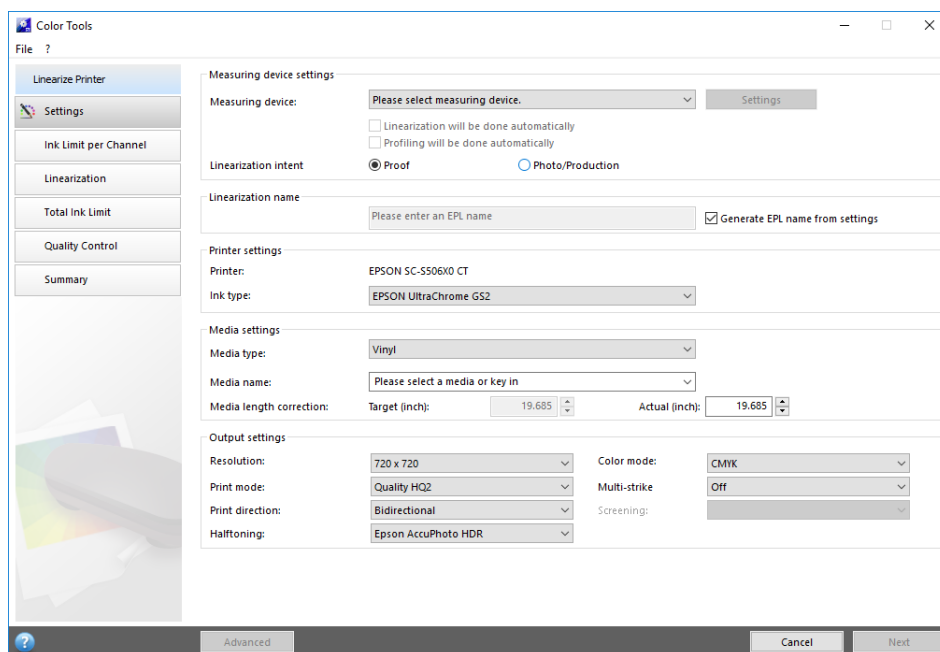 Color Tools
File ?
Linearize Printer
Settings
Ink Limit per Channel
Linearization
Total Ink Limit
Quality Control
Summary
Measuring device settings
Measuring device: Please select measuring device. Settings
Linearization will be done automatically
Profiling will be done automatically
Linearization intent Proof Photo/Production
Linearization name
Please enter an EPL name Generate EPL name from settings
Printer settings
Printer: EPSON SC-S506X0 CT
Ink type: EPSON UltraChrome GS2
Media settings
Media type: Vinyl
Media name: Please select a media or key in
Media length correction: Target (inch): 19.685 Actual (inch): 19.685
Output settings
Resolution: 720 x 720 Color mode: CMYK
Print mode: Quality HQ2 Multi-strike Off
Print direction: Bidirectional Screening:
Halftoning: Epson AccuPhoto HDR
? Advanced Cancel Next